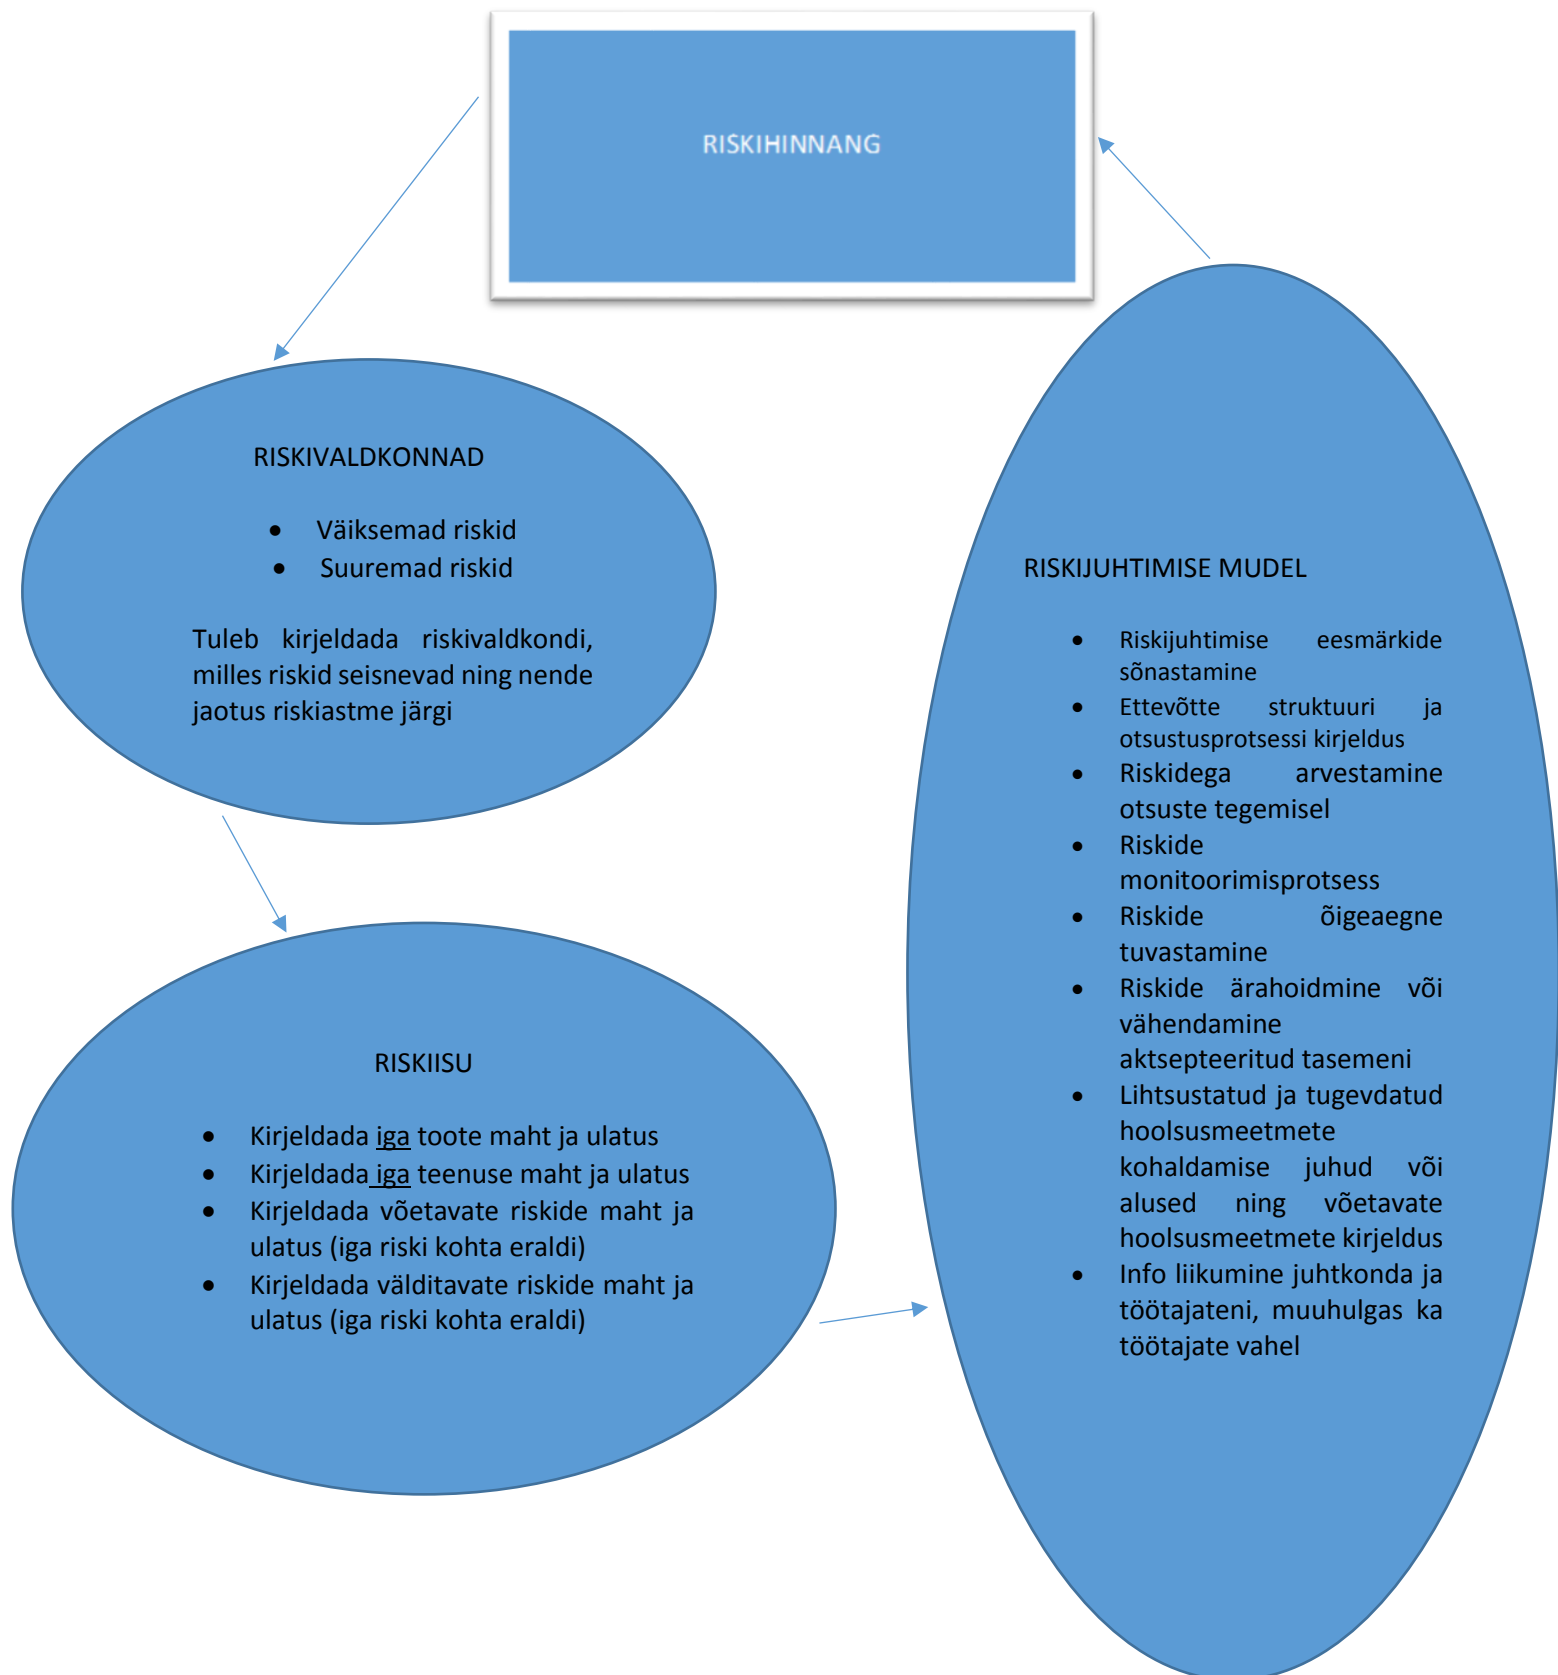 RISKIHINNANG
RISKIVALDKONNAD
• Väiksemad riskid
• Suuremad riskid
Tuleb kirjeldada riskivaldkondi,
milles riskid seisnevad ning nende
jaotus riskiastme järgi
RISKIISU
• Kirjeldada iga toote maht ja ulatus
• Kirjeldada iga teenuse maht ja ulatus
• Kirjeldada võetavate riskide maht ja
ulatus (iga riski kohta eraldi)
• Kirjeldada välditavate riskide maht ja
ulatus (iga riski kohta eraldi)
RISKIJUHTIMISE MUDEL
• Riskijuhtimise eesmärkide
sõnastamine
• Ettevõtte struktuuri ja
otsustusprotsessi kirjeldus
• Riskidega arvestamine
otsuste tegemisel
• Riskide
monitoorimisprotsess
• Riskide õigeaegne
tuvastamine
• Riskide ärahoidmine või
vähendamine
aktsepteeritud tasemeni
• Lihtsustatud ja tugevdatud
hoolsusmeetmete
kohaldamise juhud või
alused ning võetavate
hoolsusmeetmete kirjeldus
• Info liikumine juhtkonda ja
töötajateni, muuhulgas ka
töötajate vahel